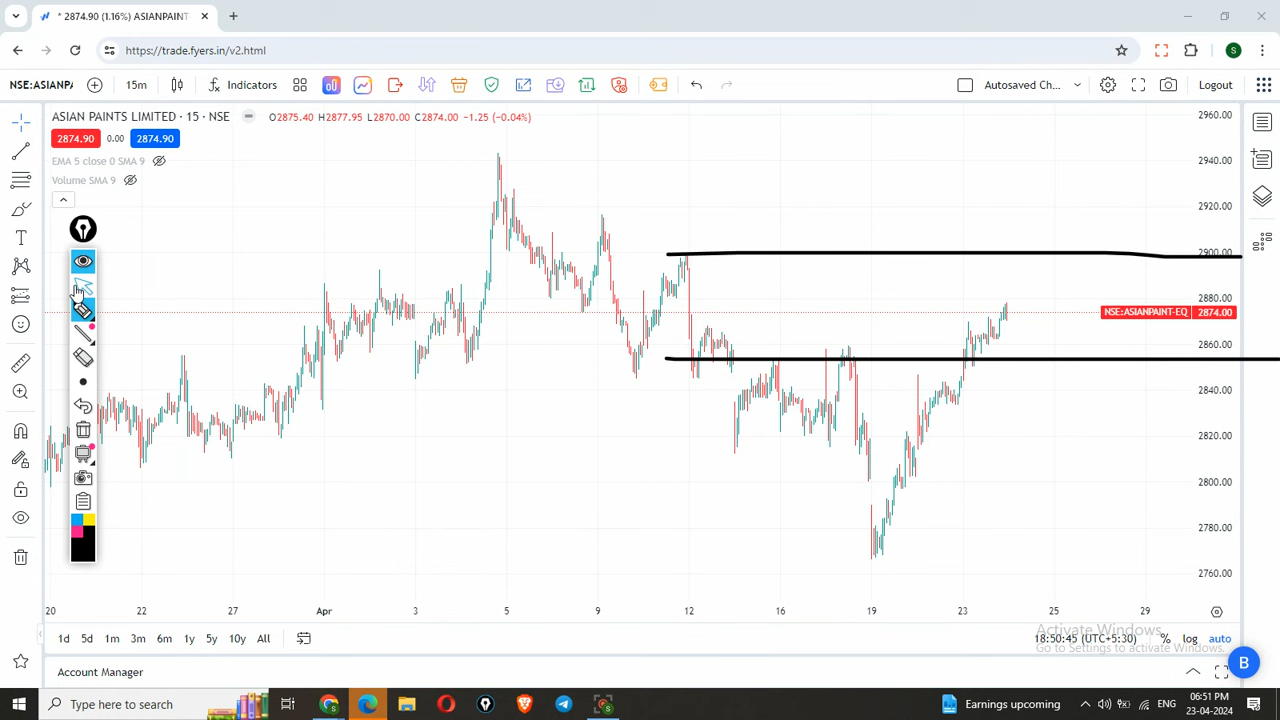 * 2874.90 (1.16%) ASIANPAINT-
https://trade.fyers.in/v2.html
S
NSE:ASIANPA
15m
Indicators
Autosaved Ch...
Logout
ASIAN PAINTS LIMITED · 15 · NSE
O2875.40 H2877.95 L2870.00 C2874.00 −1.25 (−0.04%)
2874.90
0.00
2874.90
EMA 5 close 0 SMA 9
Volume SMA 9
2960.00
2940.00
2920.00
2900.00
2880.00
NSE:ASIANPAINT-EQ 2874.00
2860.00
2840.00
2820.00
2800.00
2780.00
2760.00
20 22 27 Apr 3 5 9 12 16 19 23 25 29
1d 5d 1m 3m 6m 1y 5y 10y All
18:50:45 (UTC+5:30) % log auto
Activate Windows
Go to Settings to activate Windows.
B
Account Manager
Type here to search
Earnings upcoming
ENG
06:51 PM
23-04-2024